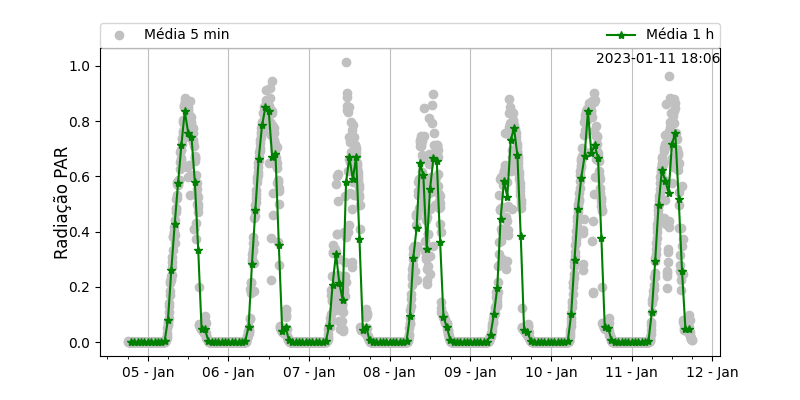 Média 5 min
Média 1 h
2023-01-11 18:06
Radiação PAR
1.0
0.8
0.6
0.4
0.2
0.0
05 - Jan
06 - Jan
07 - Jan
08 - Jan
09 - Jan
10 - Jan
11 - Jan
12 - Jan